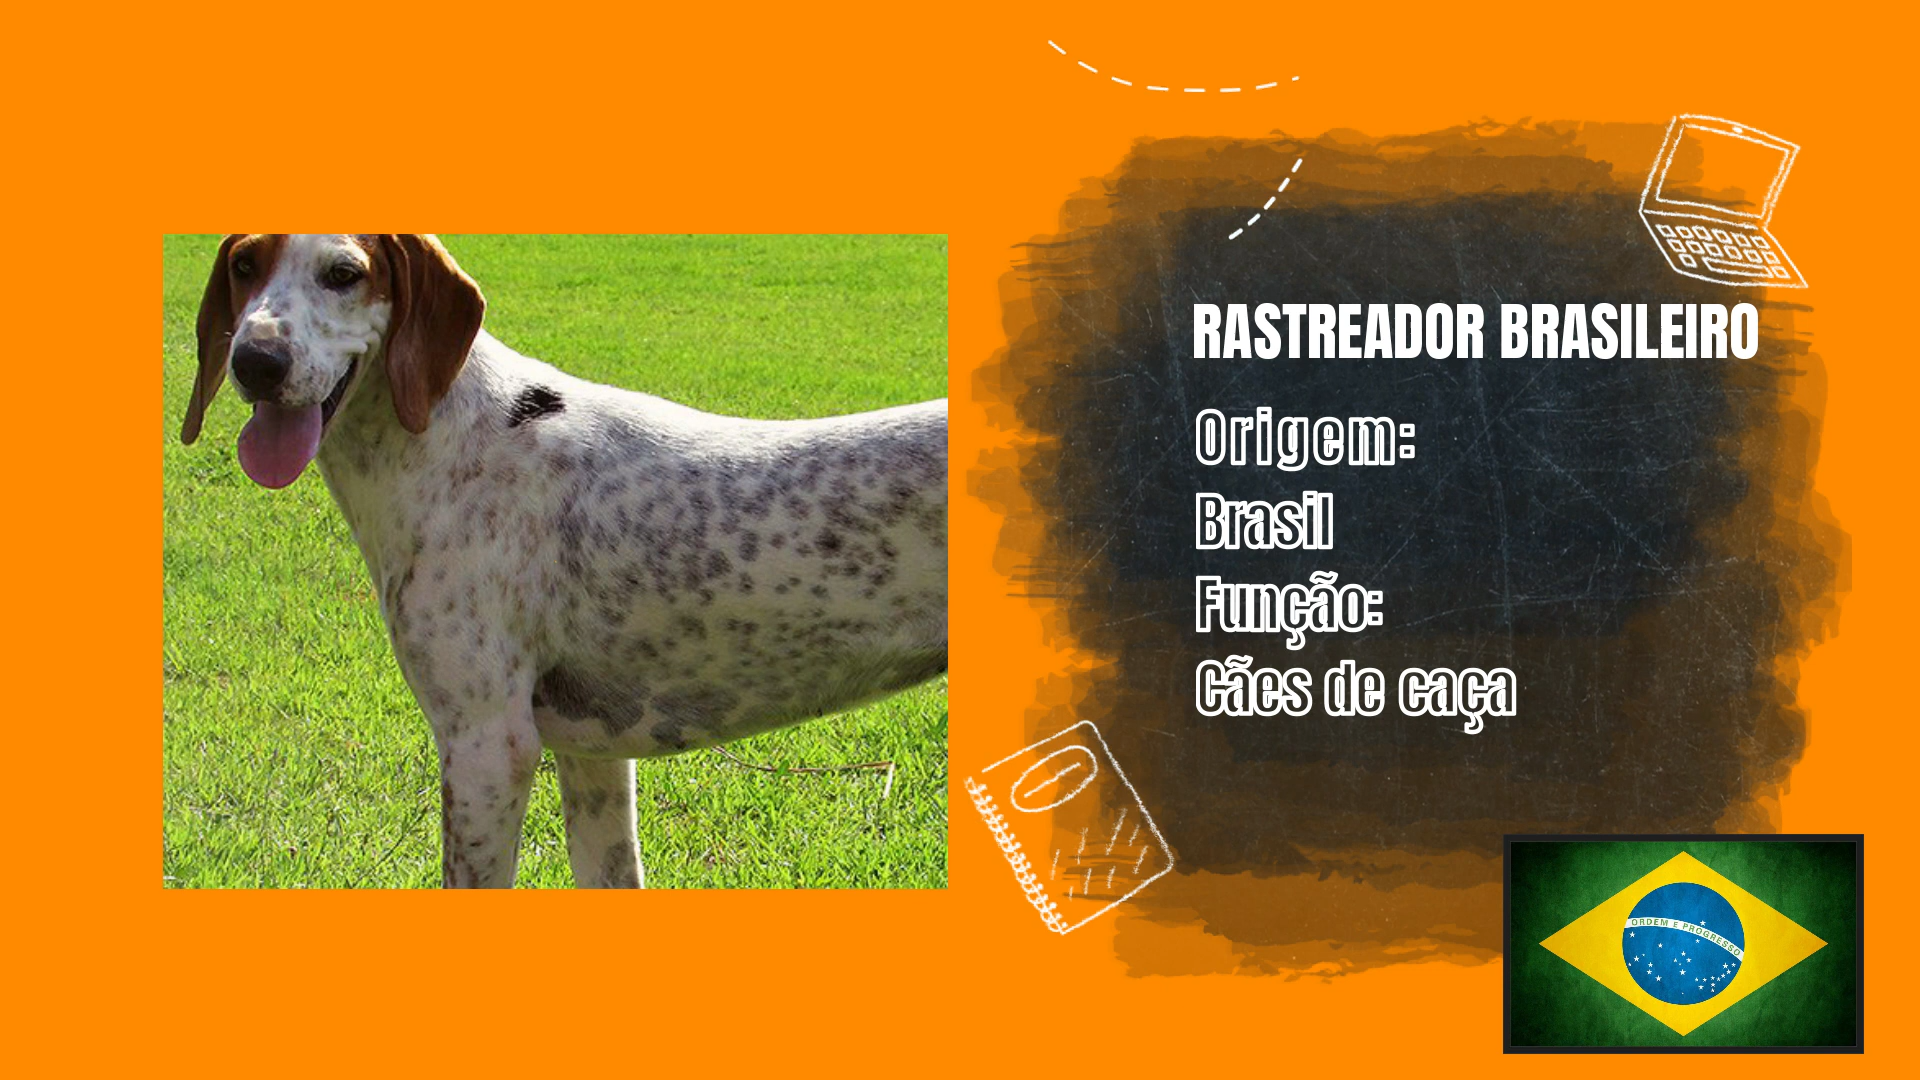 RASTREADOR BRASILEIRO
Origem:
Brasil
Função:
Cães de caça
ORDEM E PROGRESSO